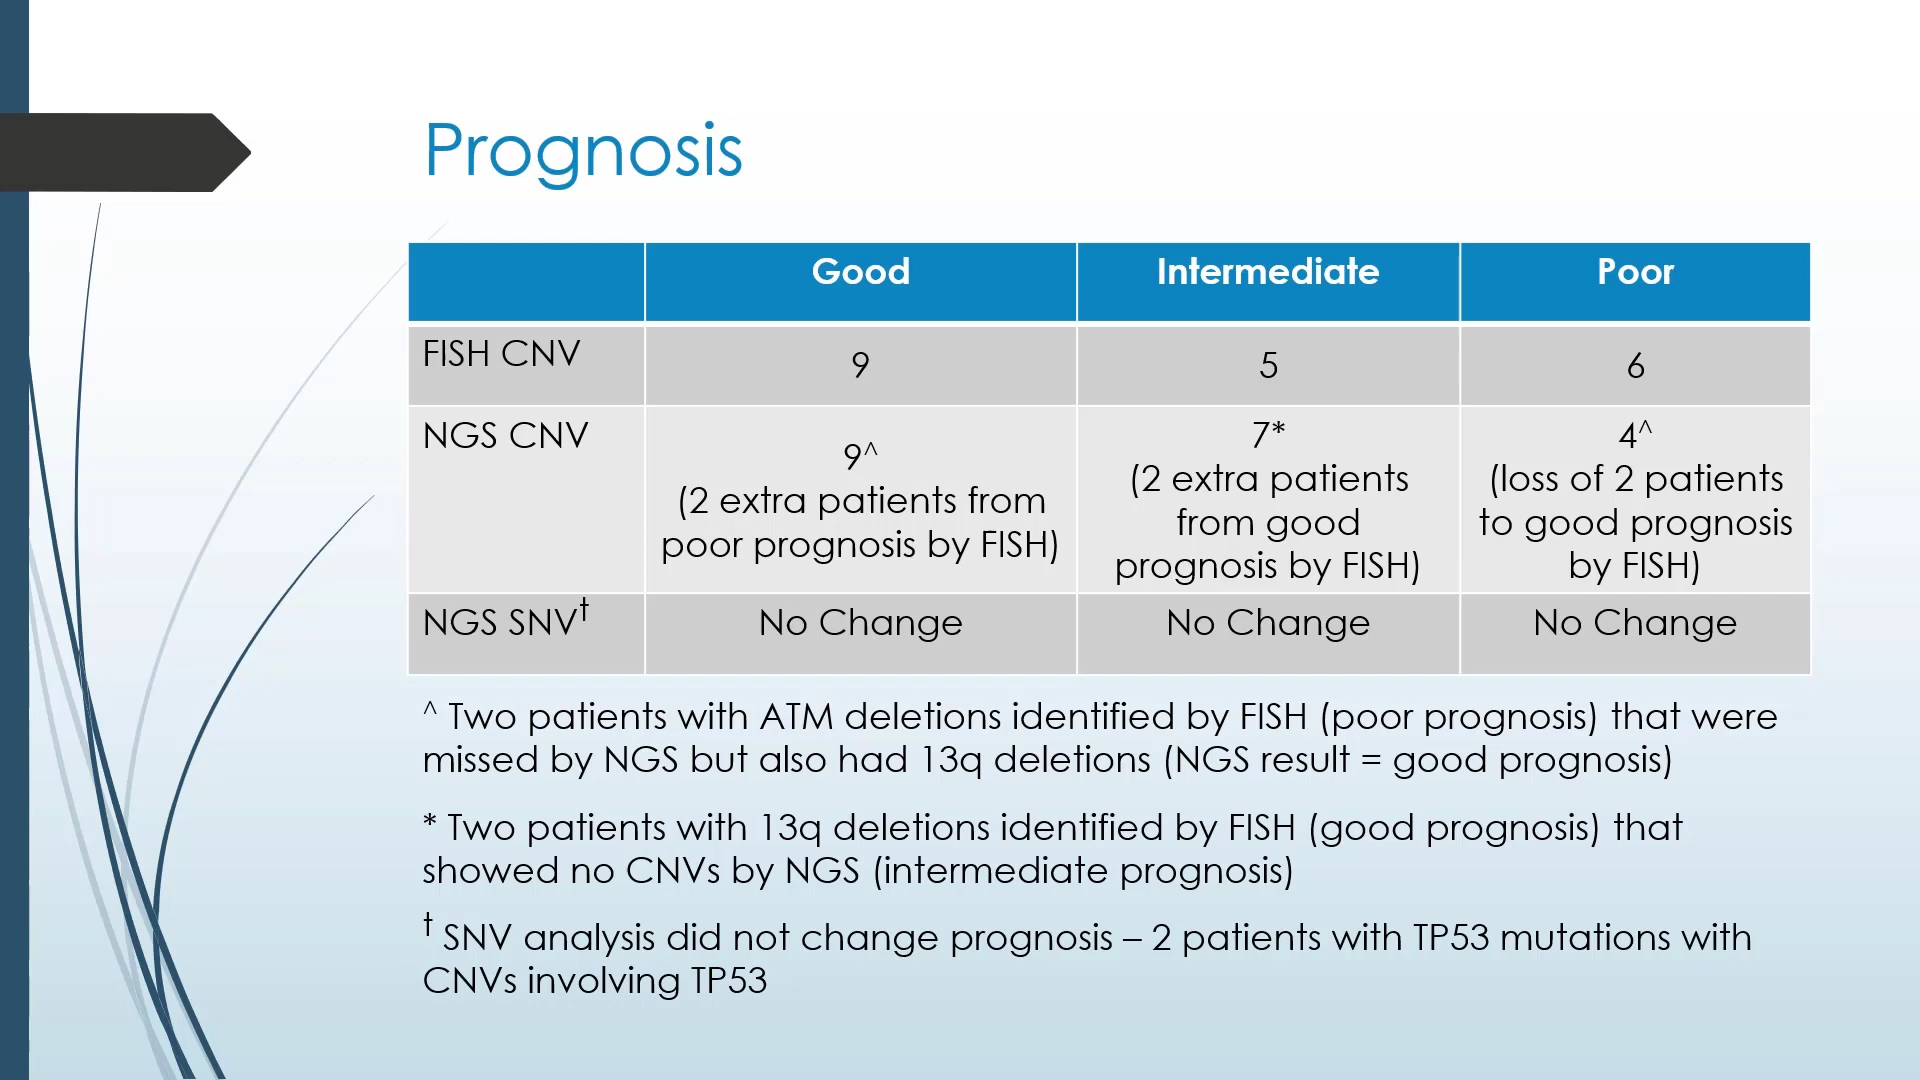 Prognosis
Good Intermediate Poor
FISH CNV 9 5 6
NGS CNV
9^
(2 extra patients from
poor prognosis by FISH)
7*
(2 extra patients
from good
prognosis by FISH)
4^
(loss of 2 patients
to good prognosis
by FISH)
NGS SNV† No Change No Change No Change
^ Two patients with ATM deletions identified by FISH (poor prognosis) that were
missed by NGS but also had 13q deletions (NGS result = good prognosis)
* Two patients with 13q deletions identified by FISH (good prognosis) that
showed no CNVs by NGS (intermediate prognosis)
† SNV analysis did not change prognosis – 2 patients with TP53 mutations with
CNVs involving TP53